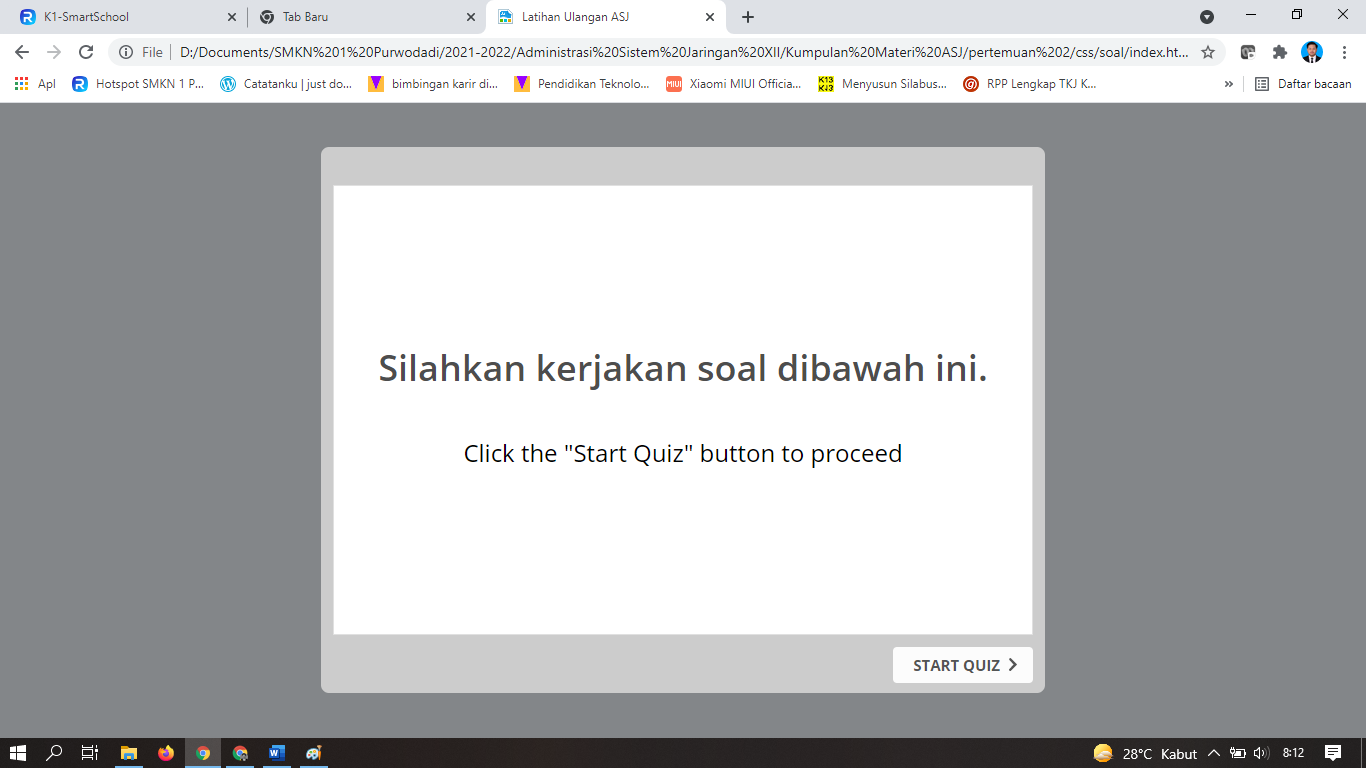 K1-SmartSchool
Tab Baru
Latihan Ulangan ASJ
File
D:/Documents/SMKN%201%20Purwodadi/2021-2022/Administrasi%20Sistem%20Jaringan%20XII/Kumpulan%20Materi%20ASJ/pertemuan%202/css/soal/index.ht...
Apl
Hotspot SMKN 1 P...
Catatanku | just do...
bimbingan karir di...
Pendidikan Teknolo...
MIUI
Xiaomi MIUI Officia...
K13
Menyusun Silabus...
RPP Lengkap TKJ K...
»
Daftar bacaan
Silahkan kerjakan soal dibawah ini.
Click the "Start Quiz" button to proceed
START QUIZ
28°C Kabut
8:12